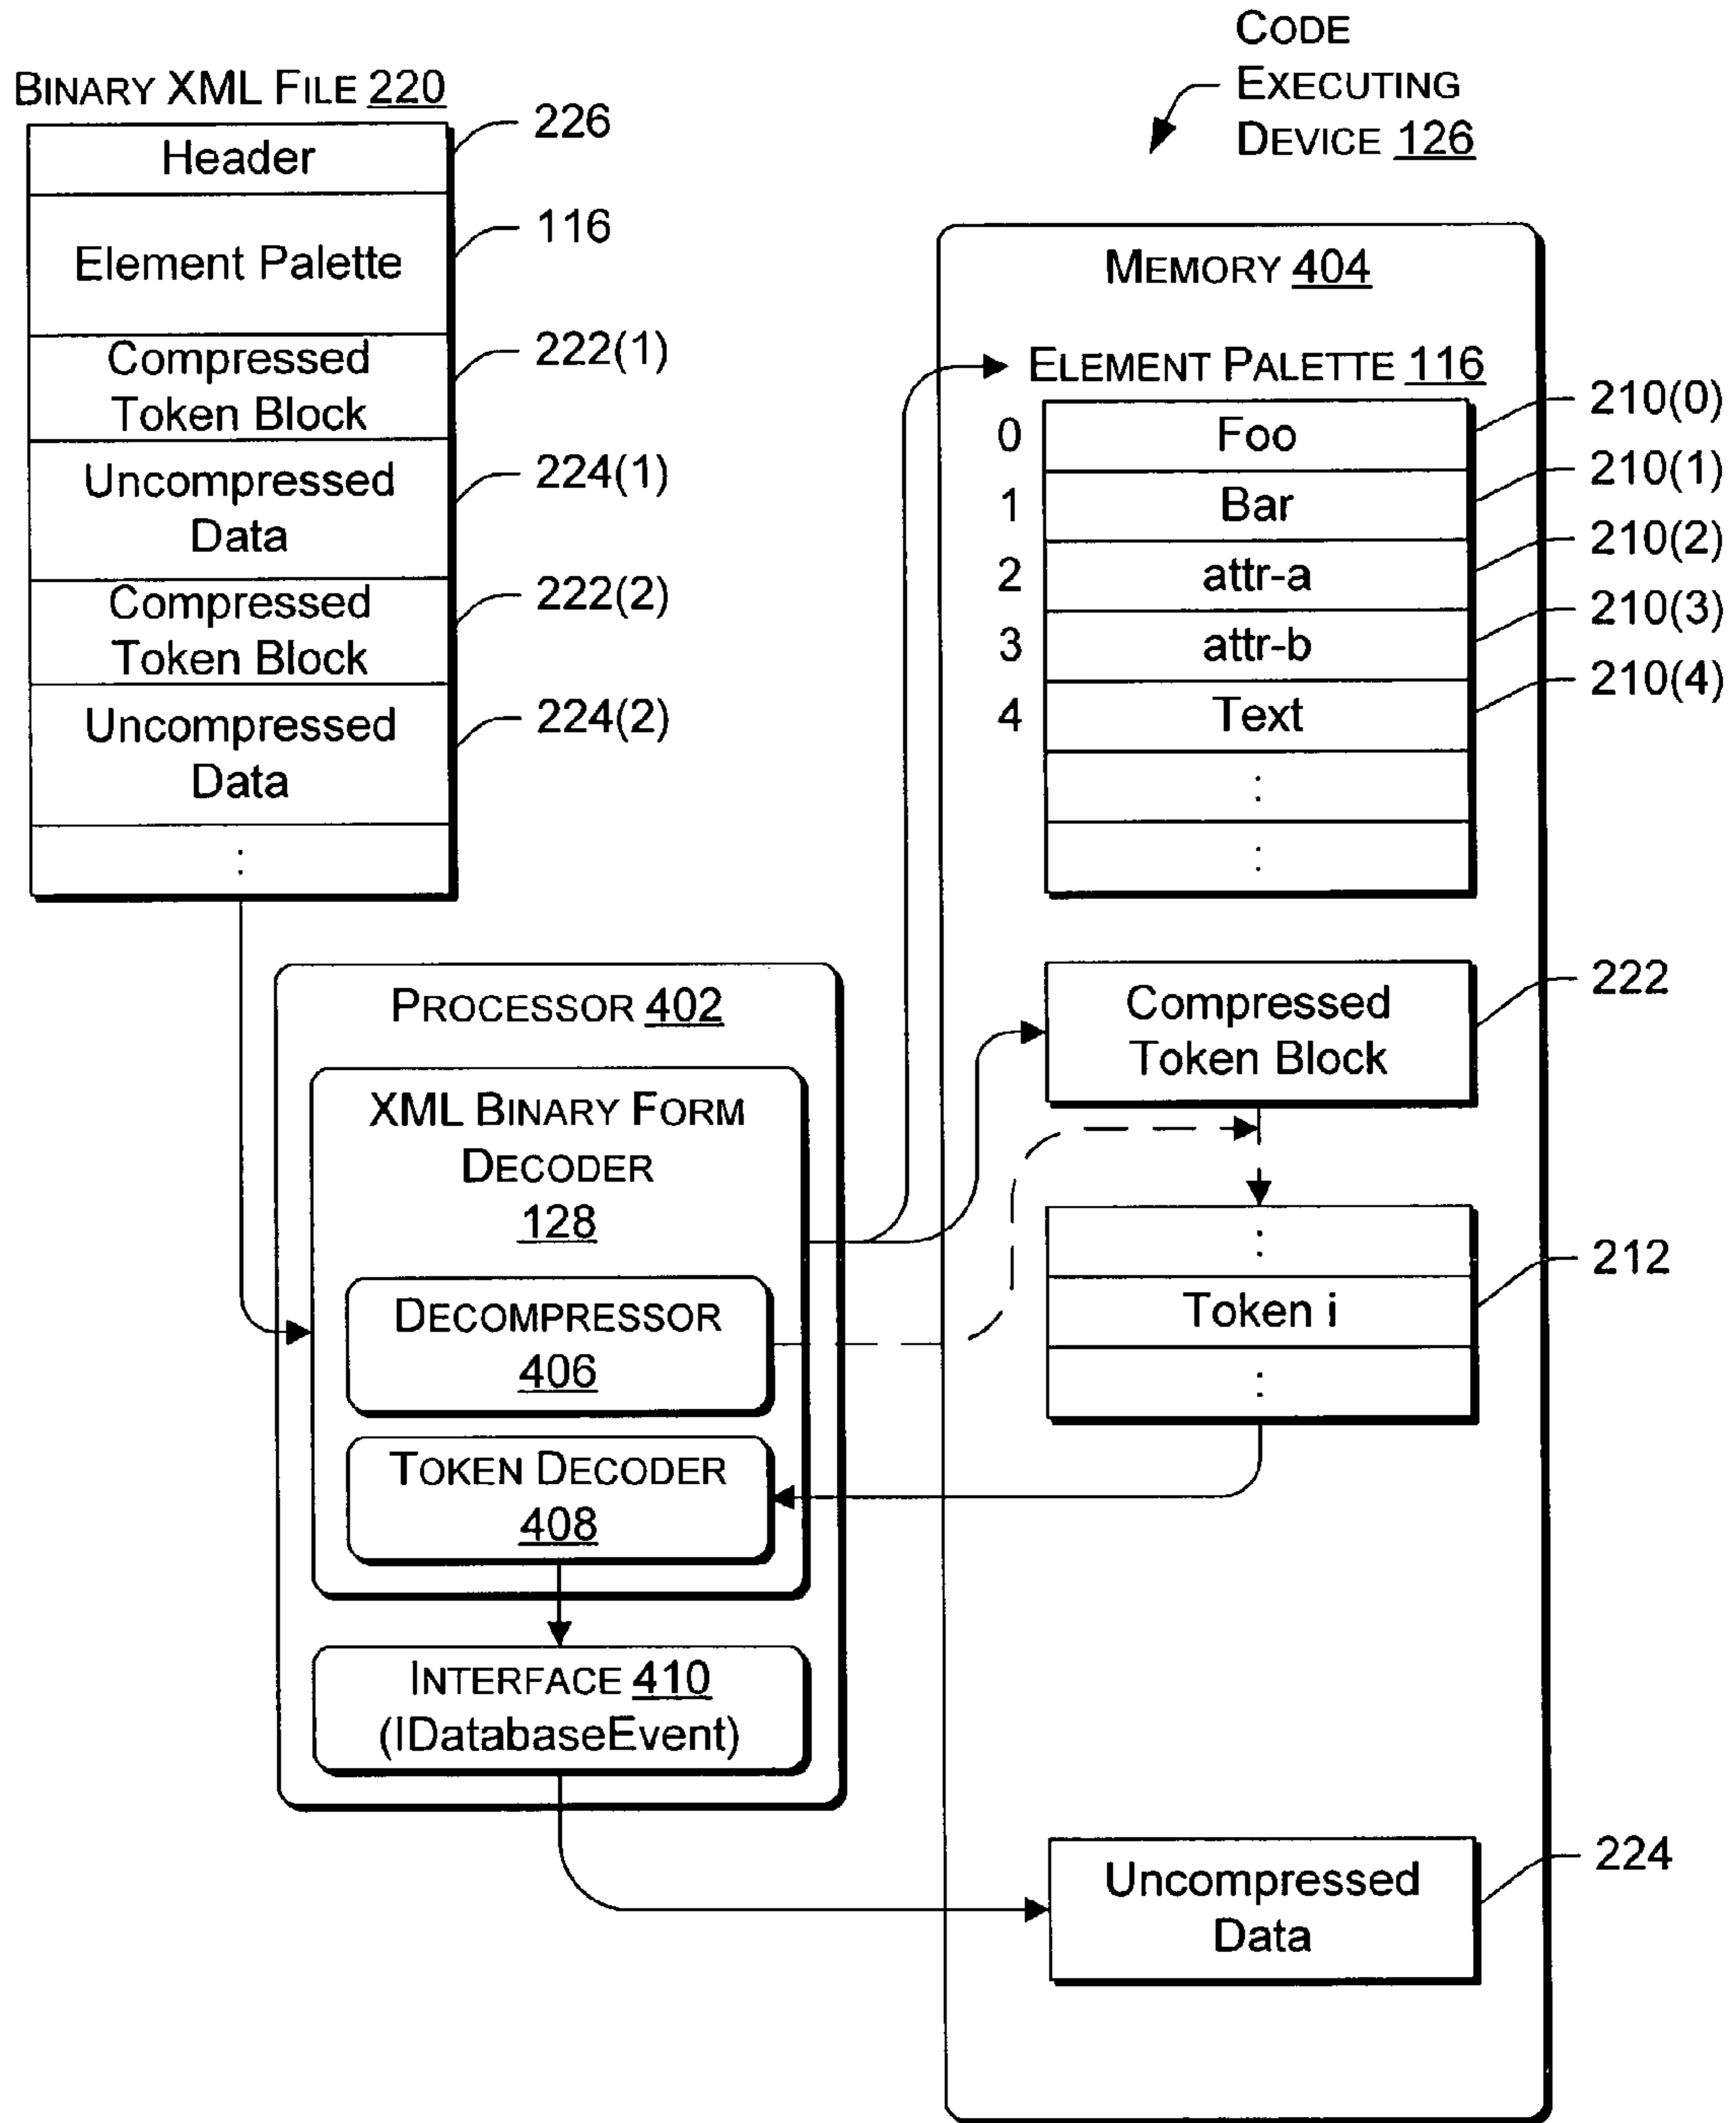 CODE
EXECUTING
DEVICE 126
BINARY XML FILE 220
Header
226
Element Palette
116
Compressed
Token Block
222(1)
Uncompressed
Data
224(1)
Compressed
Token Block
222(2)
Uncompressed
Data
224(2)
:
MEMORY 404
ELEMENT PALETTE 116
0 Foo 210(0)
1 Bar 210(1)
2 attr-a 210(2)
3 attr-b 210(3)
4 Text 210(4)
:
:
PROCESSOR 402
XML BINARY FORM
DECODER
128
DECOMPRESSOR
406
TOKEN DECODER
408
INTERFACE 410
(IDatabaseEvent)
Compressed
Token Block
222
:
Token i
212
:
Uncompressed
Data
224